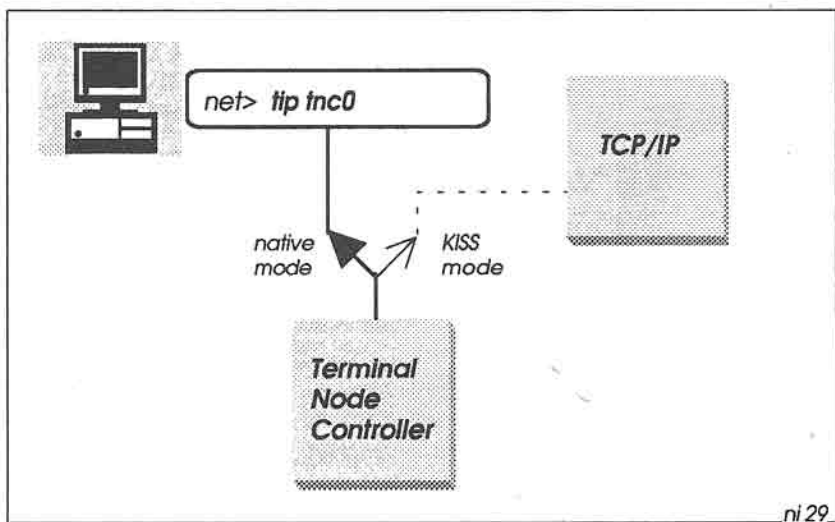 net> tip tnc0
TCP/IP
native
mode
KISS
mode
Terminal
Node
Controller
ni 29